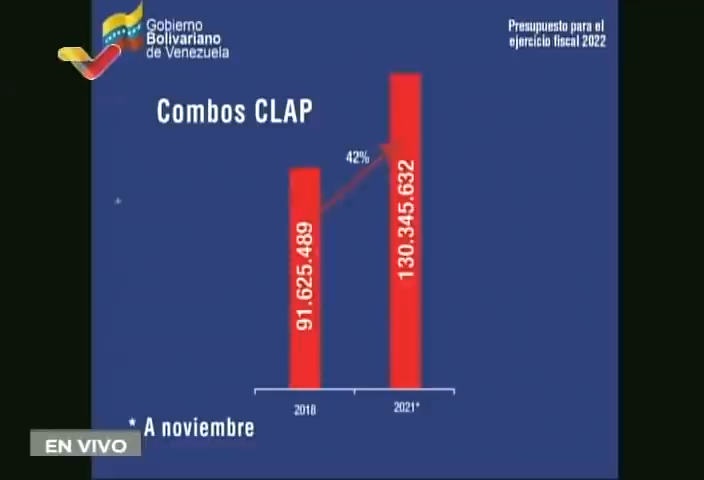 Gobierno
Bolivariano
de Venezuela
Presupuesto para el
ejercicio fiscal 2022
Combos CLAP
42%
91.625.489
130.345.632
2018
2021*
* A noviembre
EN VIVO